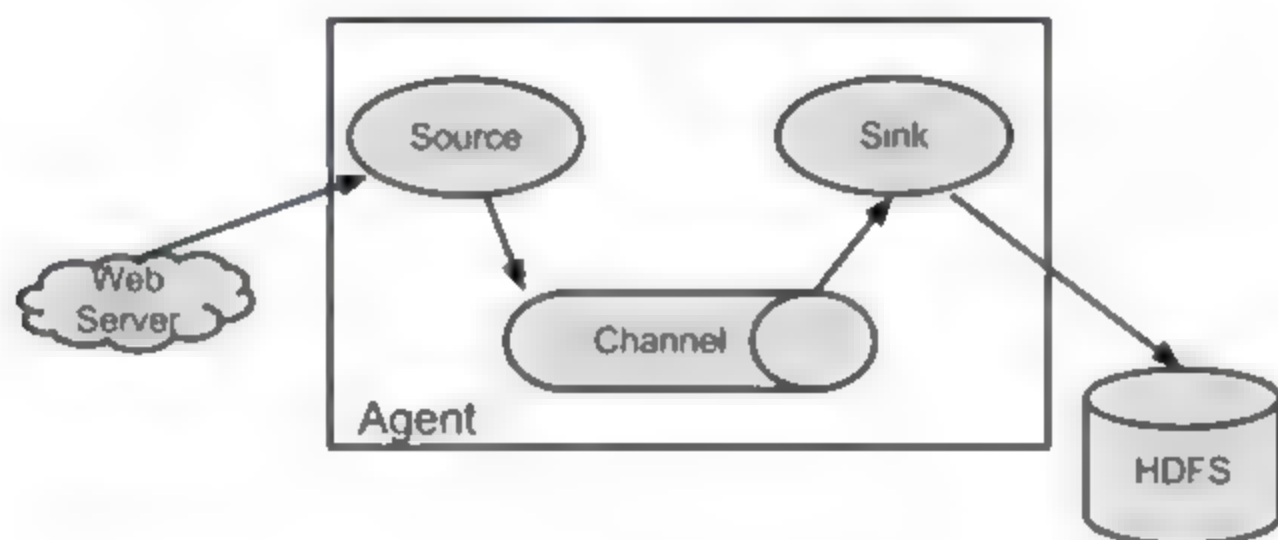 Source
Sink
Web
Server
Channel
Agent
HDFS